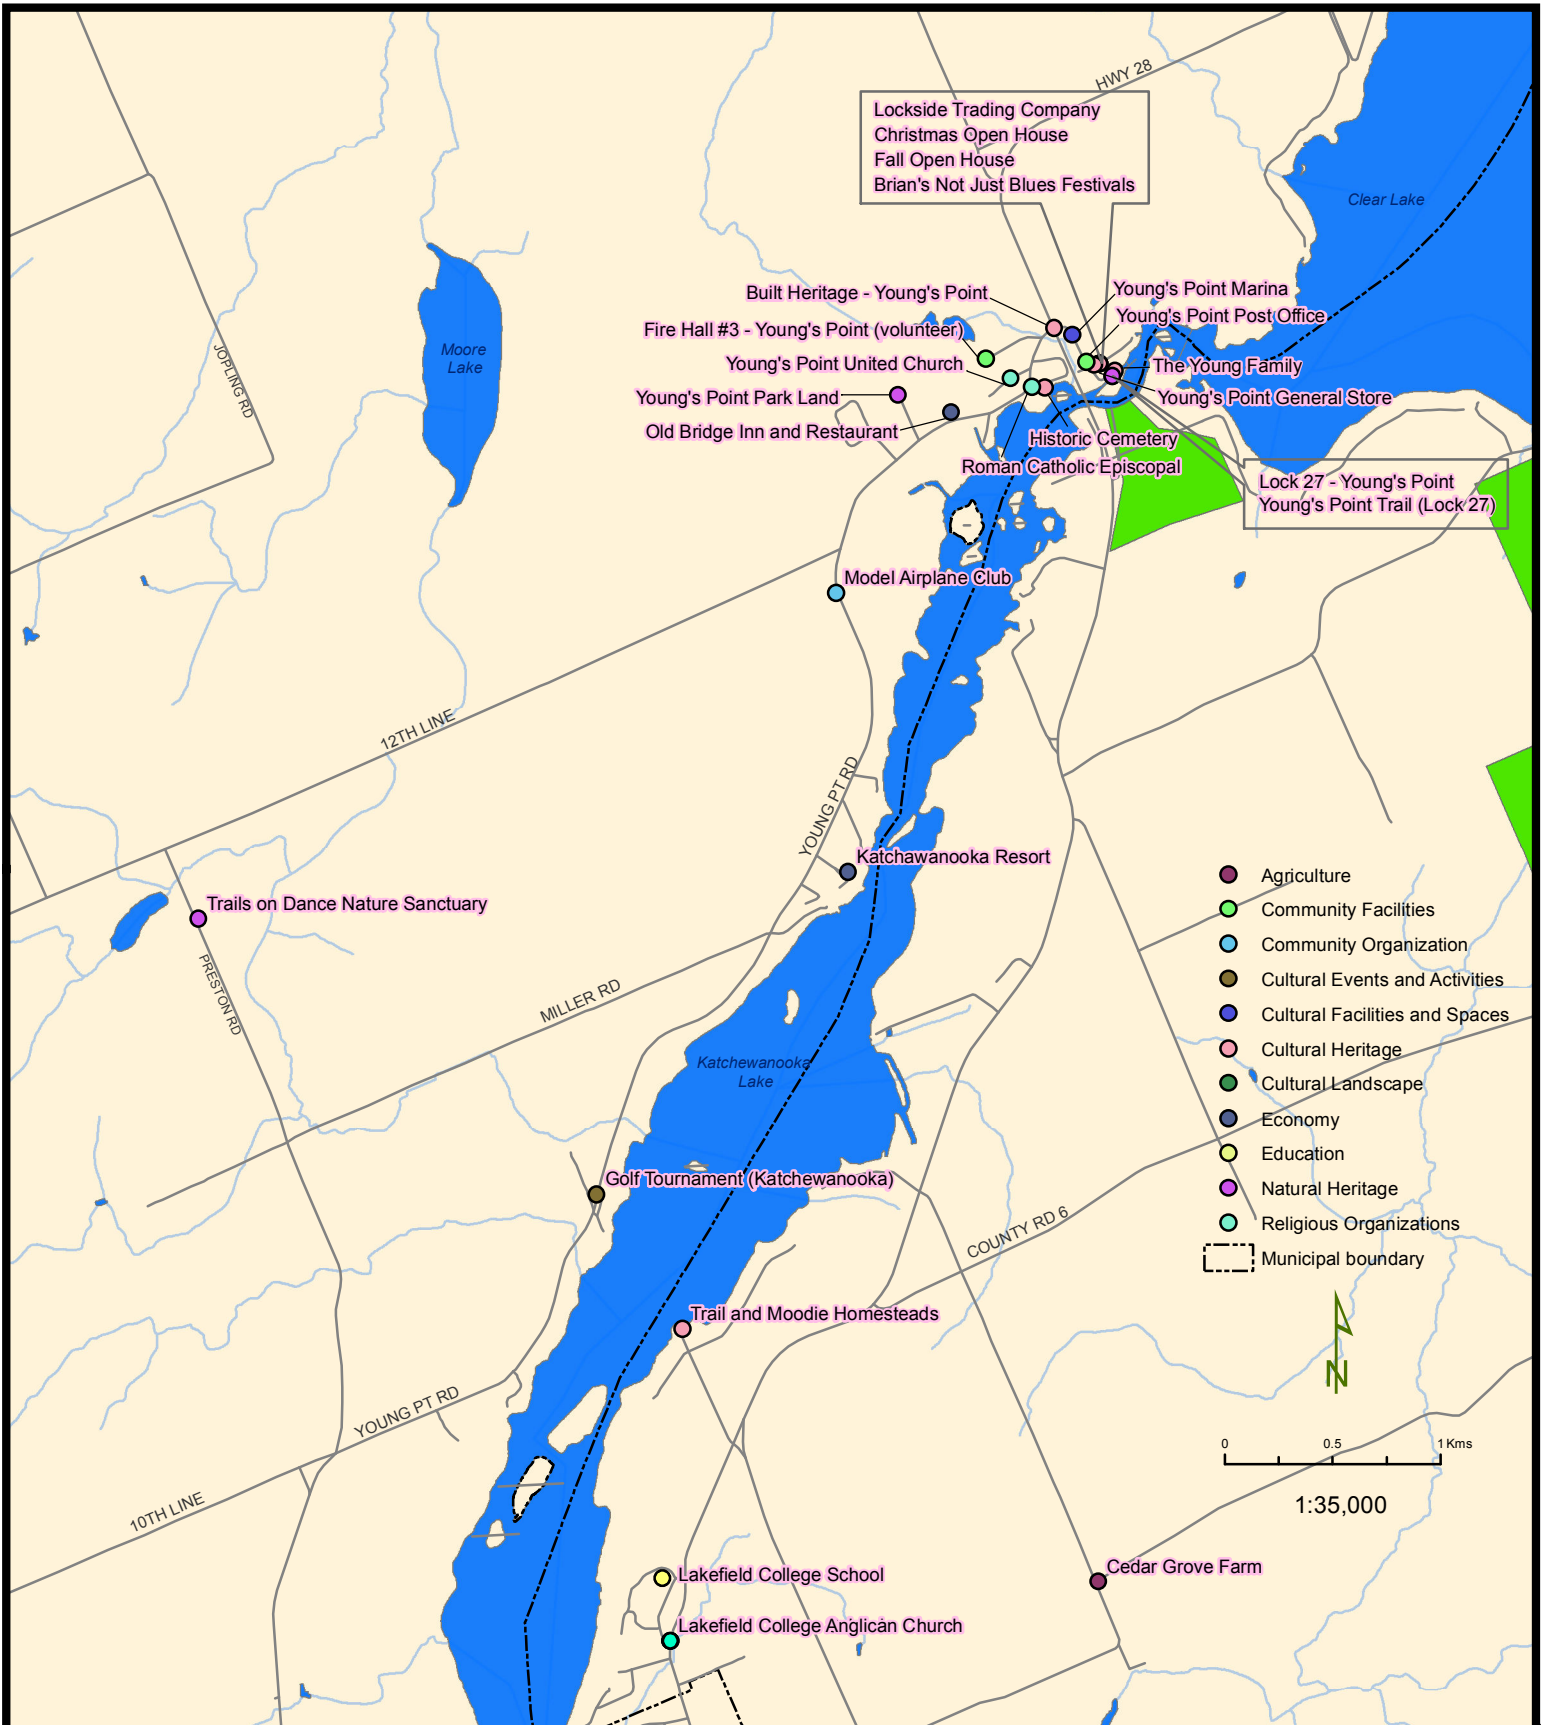 HWY 28
Lockside Trading Company
Christmas Open House
Fall Open House
Brian's Not Just Blues Festivals
Clear Lake
Built Heritage - Young's Point
Young's Point Marina
Young's Point Post Office
Fire Hall #3 - Young's Point (volunteer)
Moore
Lake
JOPLING RD
Young's Point United Church
The Young Family
Young's Point Park Land
Young's Point General Store
Old Bridge Inn and Restaurant
Historic Cemetery
Roman Catholic Episcopal
Lock 27 - Young's Point
Young's Point Trail (Lock 27)
Model Airplane Club
12TH LINE
YOUNG PT RD
Katchawanooka Resort
Trails on Dance Nature Sanctuary
PRESTON RD
MILLER RD
Katchewanooka
Lake
Golf Tournament (Katchewanooka)
COUNTY RD 6
Trail and Moodie Homesteads
YOUNG PT RD
10TH LINE
Lakefield College School
Lakefield College Anglican Church
Cedar Grove Farm
Agriculture
Community Facilities
Community Organization
Cultural Events and Activities
Cultural Facilities and Spaces
Cultural Heritage
Cultural Landscape
Economy
Education
Natural Heritage
Religious Organizations
Municipal boundary
N
0 0.5 1 Kms
1:35,000